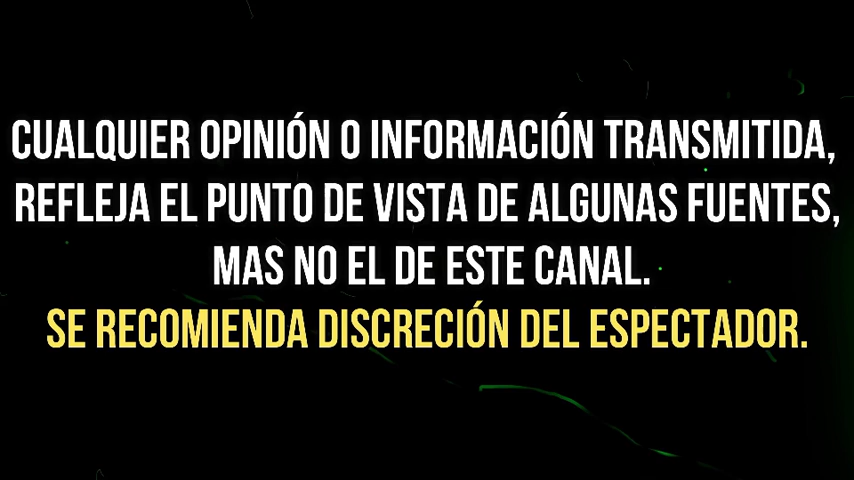 CUALQUIER OPINIÓN O INFORMACIÓN TRANSMITIDA,
REFLEJA EL PUNTO DE VISTA DE ALGUNAS FUENTES,
MAS NO EL DE ESTE CANAL.
SE RECOMIENDA DISCRECIÓN DEL ESPECTADOR.